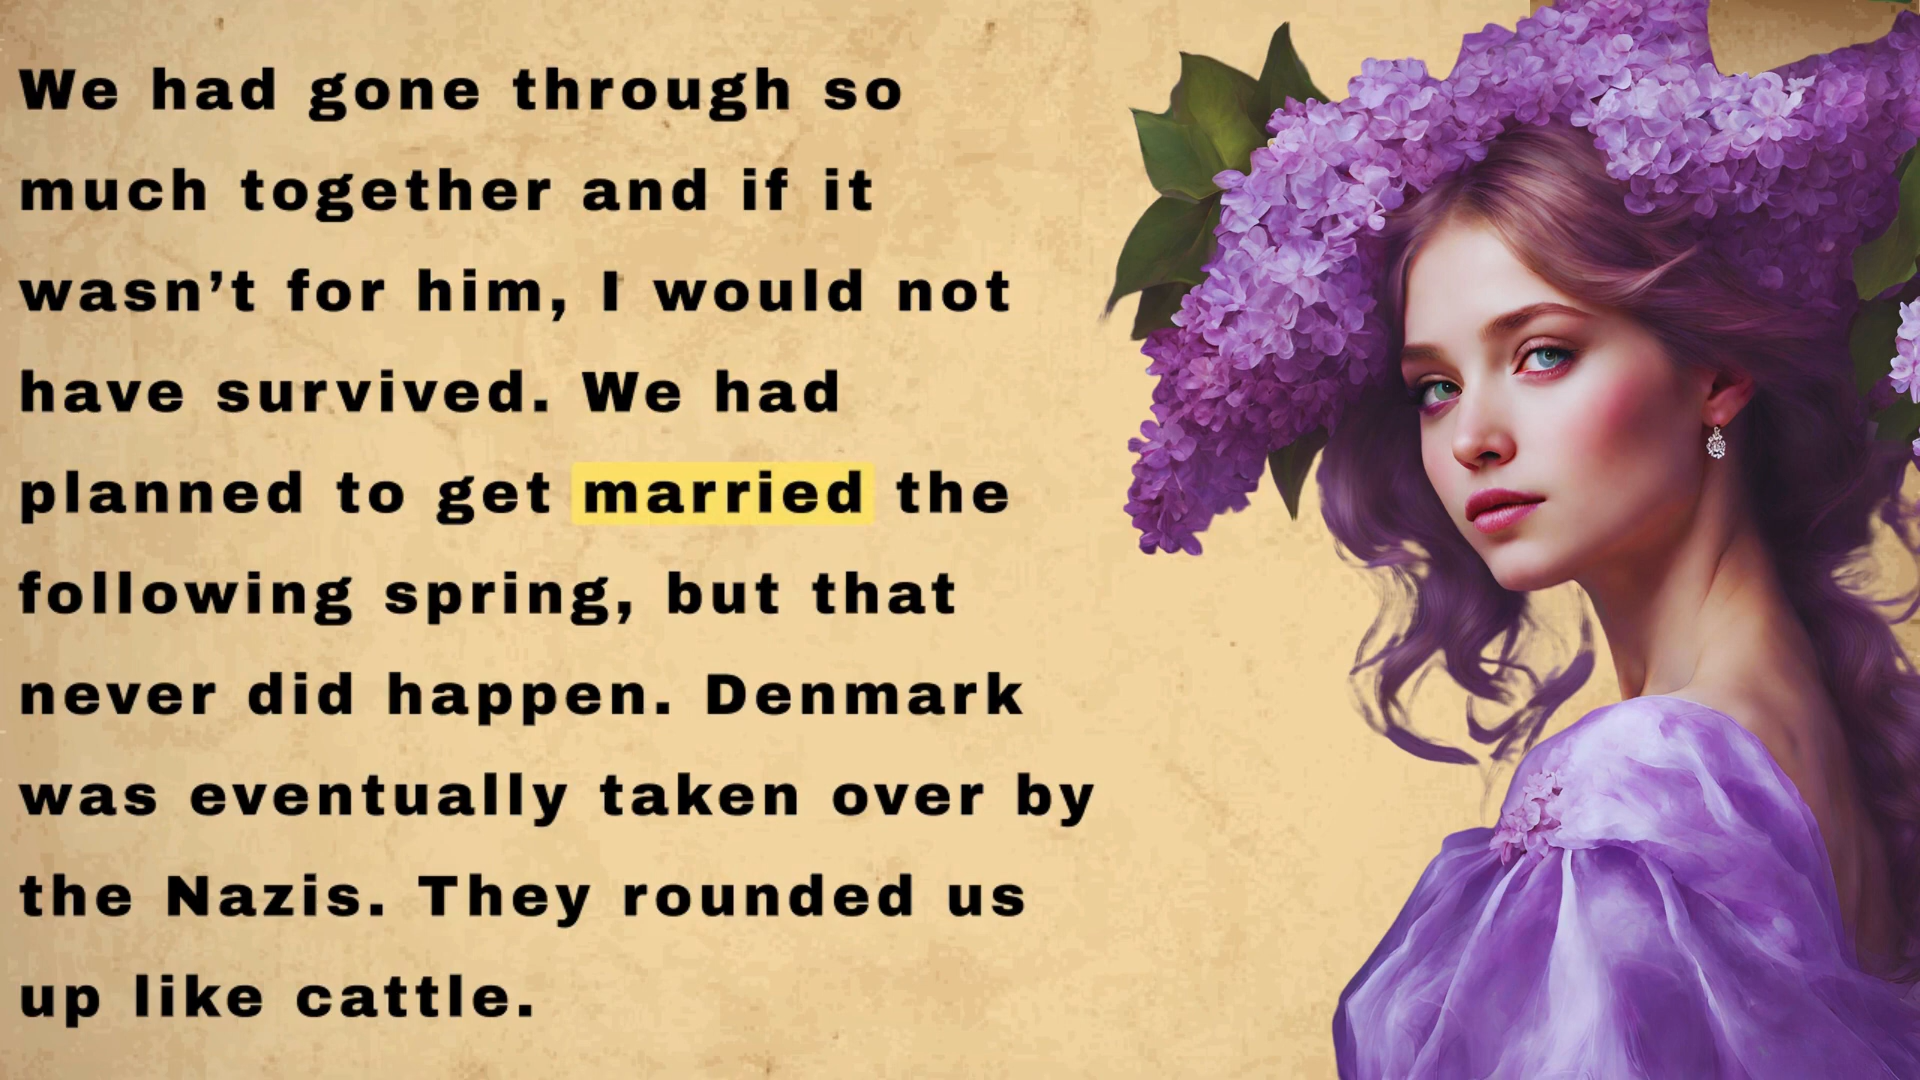 We had gone through so
much together and if it
wasn’t for him, I would not
have survived. We had
planned to get married the
following spring, but that
never did happen. Denmark
was eventually taken over by
the Nazis. They rounded us
up like cattle.